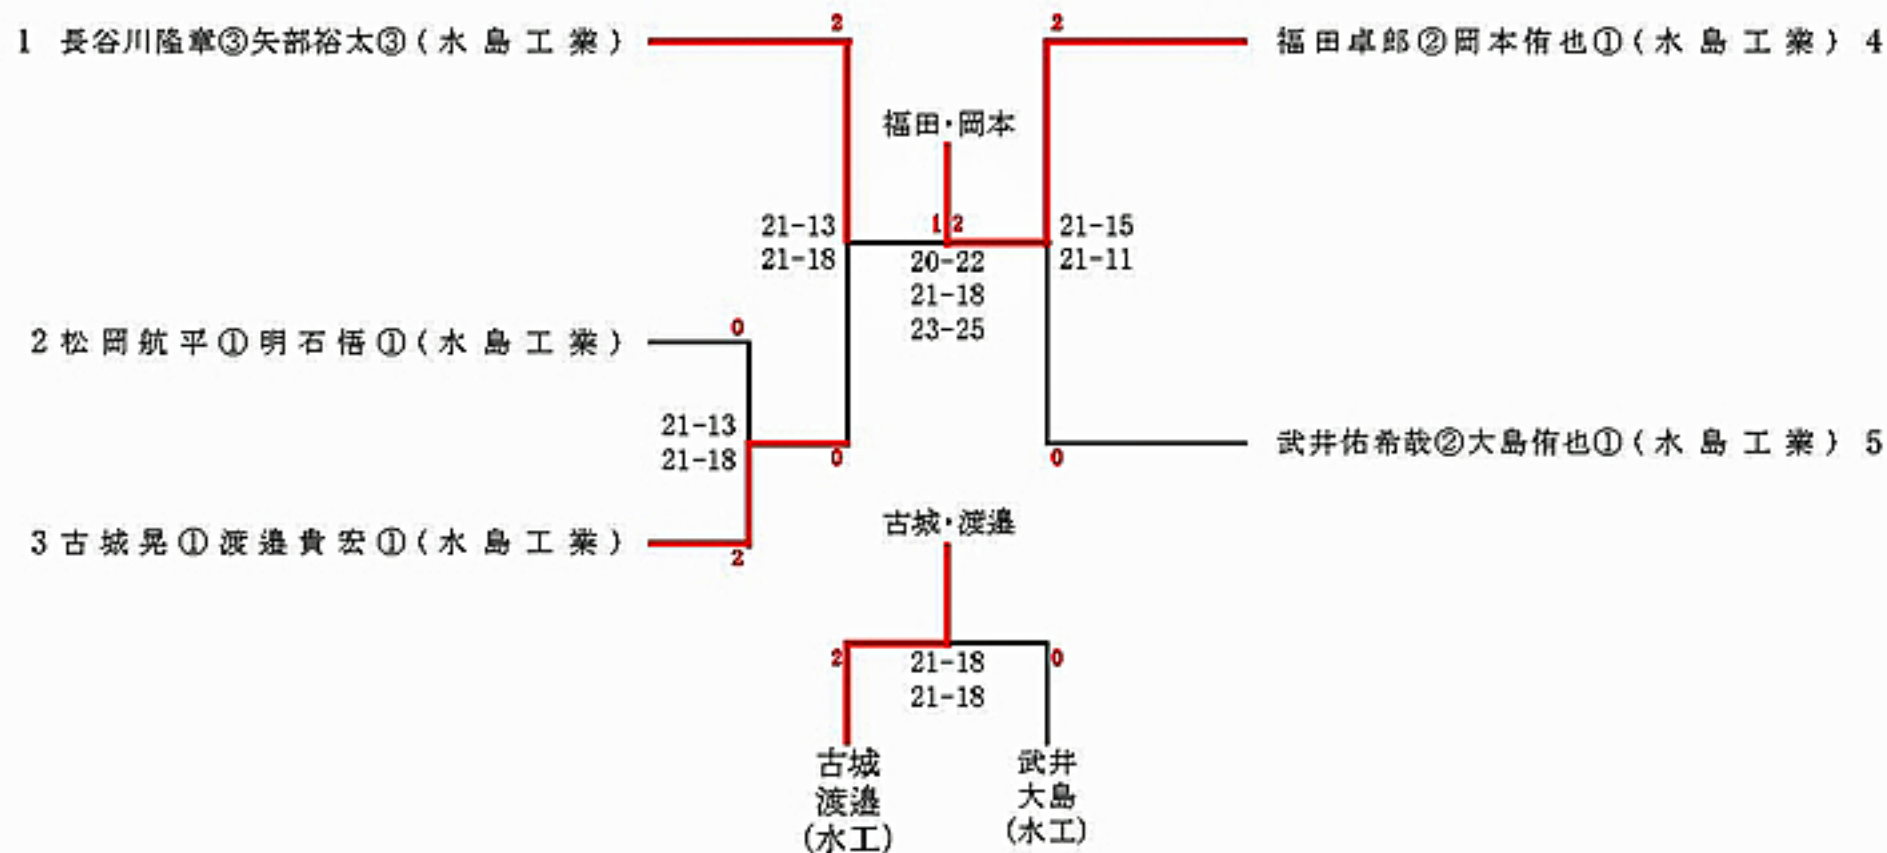 1 長谷川隆章③矢部裕太③(水島工業)
2
2
福田卓郎②岡本侑也①(水島工業) 4
福田・岡本
21-13
21-18
1 2
20-22
21-18
23-25
21-15
21-11
2 松岡航平①明石悟①(水島工業)
0
21-13
21-18
0
0
武井佑希哉②大島侑也①(水島工業) 5
3 古城晃①渡邉貴宏①(水島工業)
2
古城・渡邉
2
21-18
21-18
0
古城
渡邉
(水工)
武井
大島
(水工)